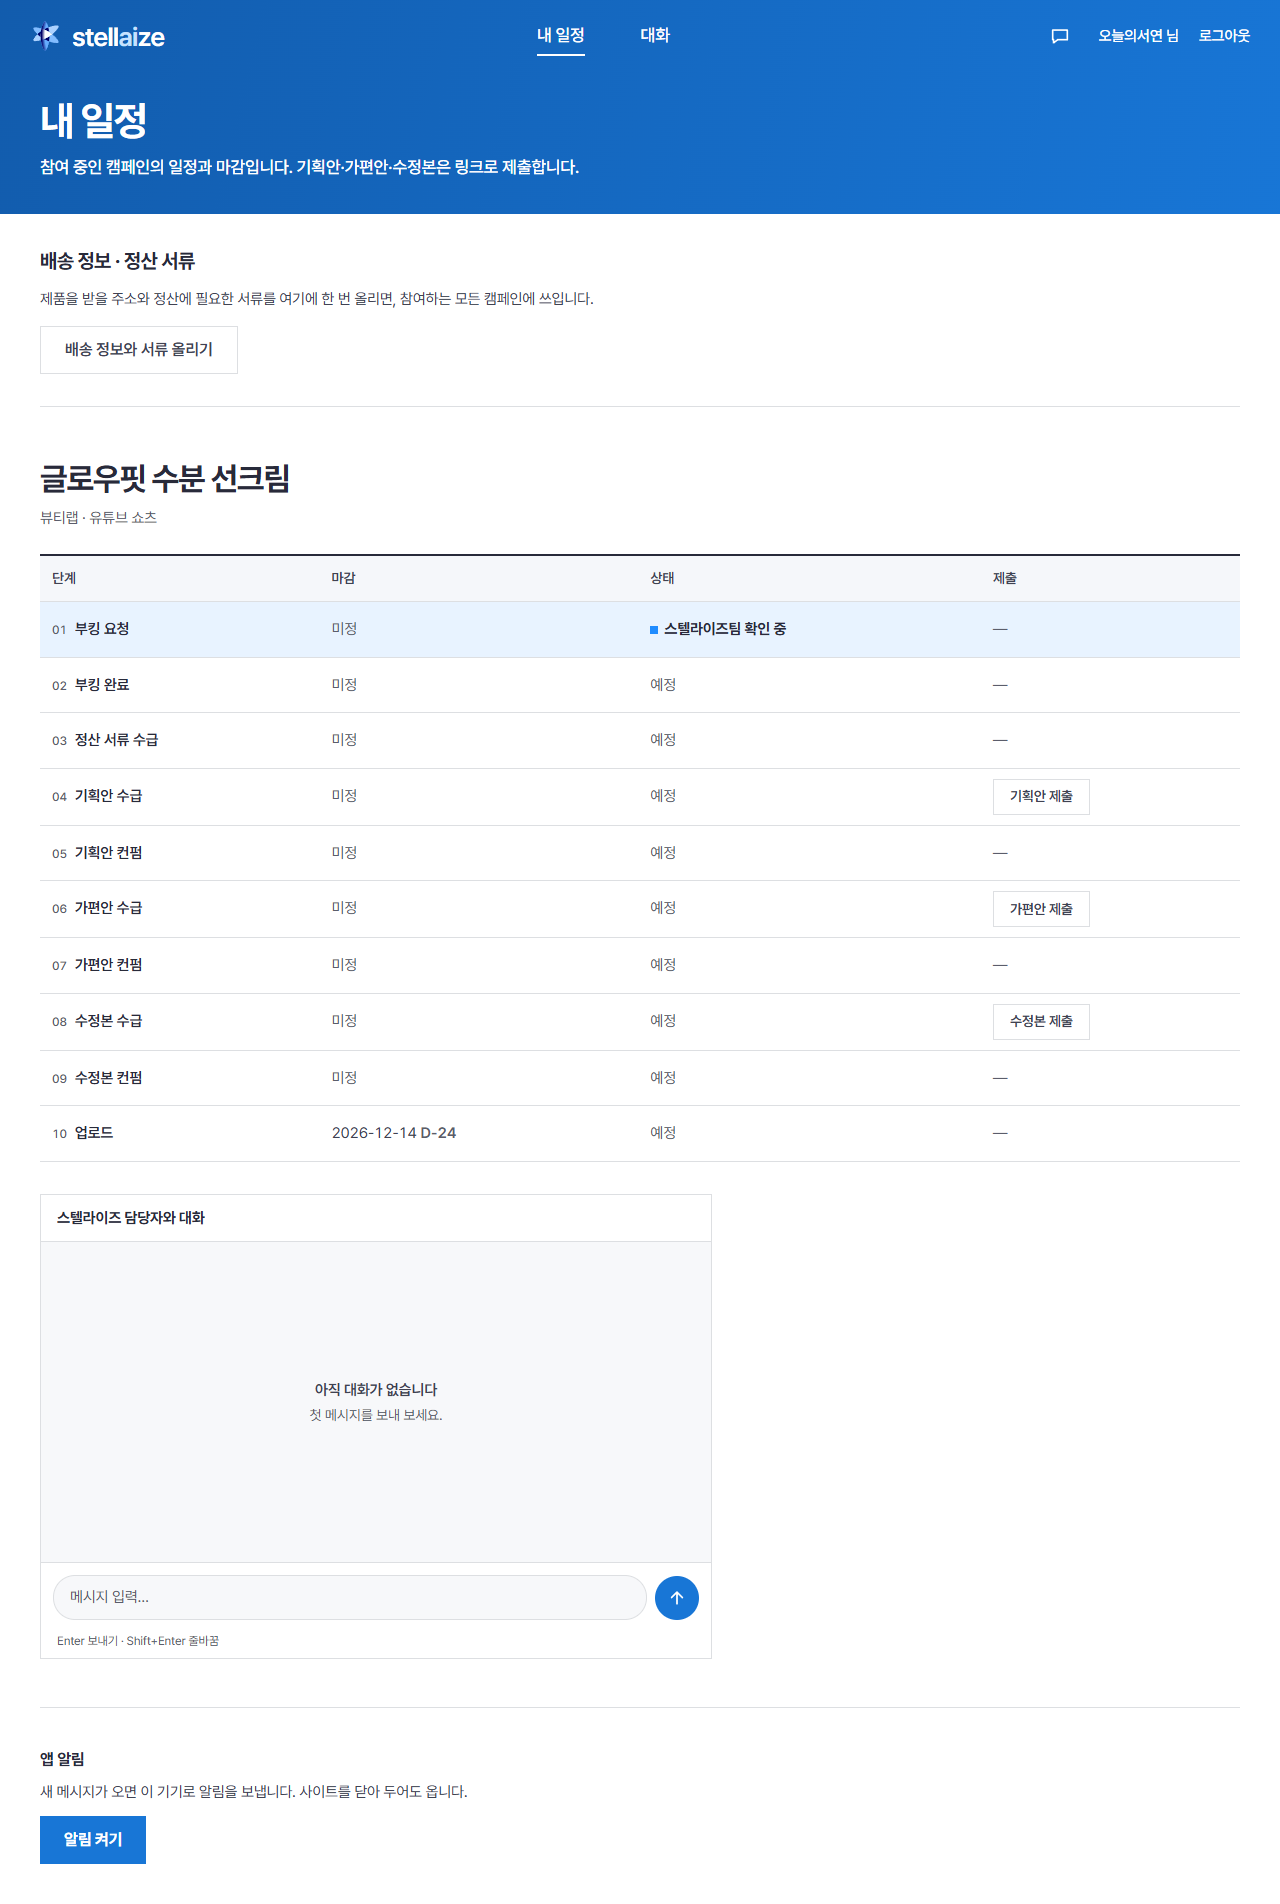 stellaize
내 일정
대화
오늘의서연 님
로그아웃
내 일정
참여 중인 캠페인의 일정과 마감입니다. 기획안·가편안·수정본은 링크로 제출합니다.
배송 정보 · 정산 서류
제품을 받을 주소와 정산에 필요한 서류를 여기에 한 번 올리면, 참여하는 모든 캠페인에 쓰입니다.
배송 정보와 서류 올리기
글로우핏 수분 선크림
뷰티랩 · 유튜브 쇼츠
단계 마감 상태 제출
01 부킹 요청 미정 스텔라이즈팀 확인 중 —
02 부킹 완료 미정 예정 —
03 정산 서류 수급 미정 예정 —
04 기획안 수급 미정 예정 기획안 제출
05 기획안 컨펌 미정 예정 —
06 가편안 수급 미정 예정 가편안 제출
07 가편안 컨펌 미정 예정 —
08 수정본 수급 미정 예정 수정본 제출
09 수정본 컨펌 미정 예정 —
10 업로드 2026-12-14 D-24 예정 —
스텔라이즈 담당자와 대화
아직 대화가 없습니다
첫 메시지를 보내 보세요.
메시지 입력...
Enter 보내기 · Shift+Enter 줄바꿈
앱 알림
새 메시지가 오면 이 기기로 알림을 보냅니다. 사이트를 닫아 두어도 옵니다.
알림 켜기